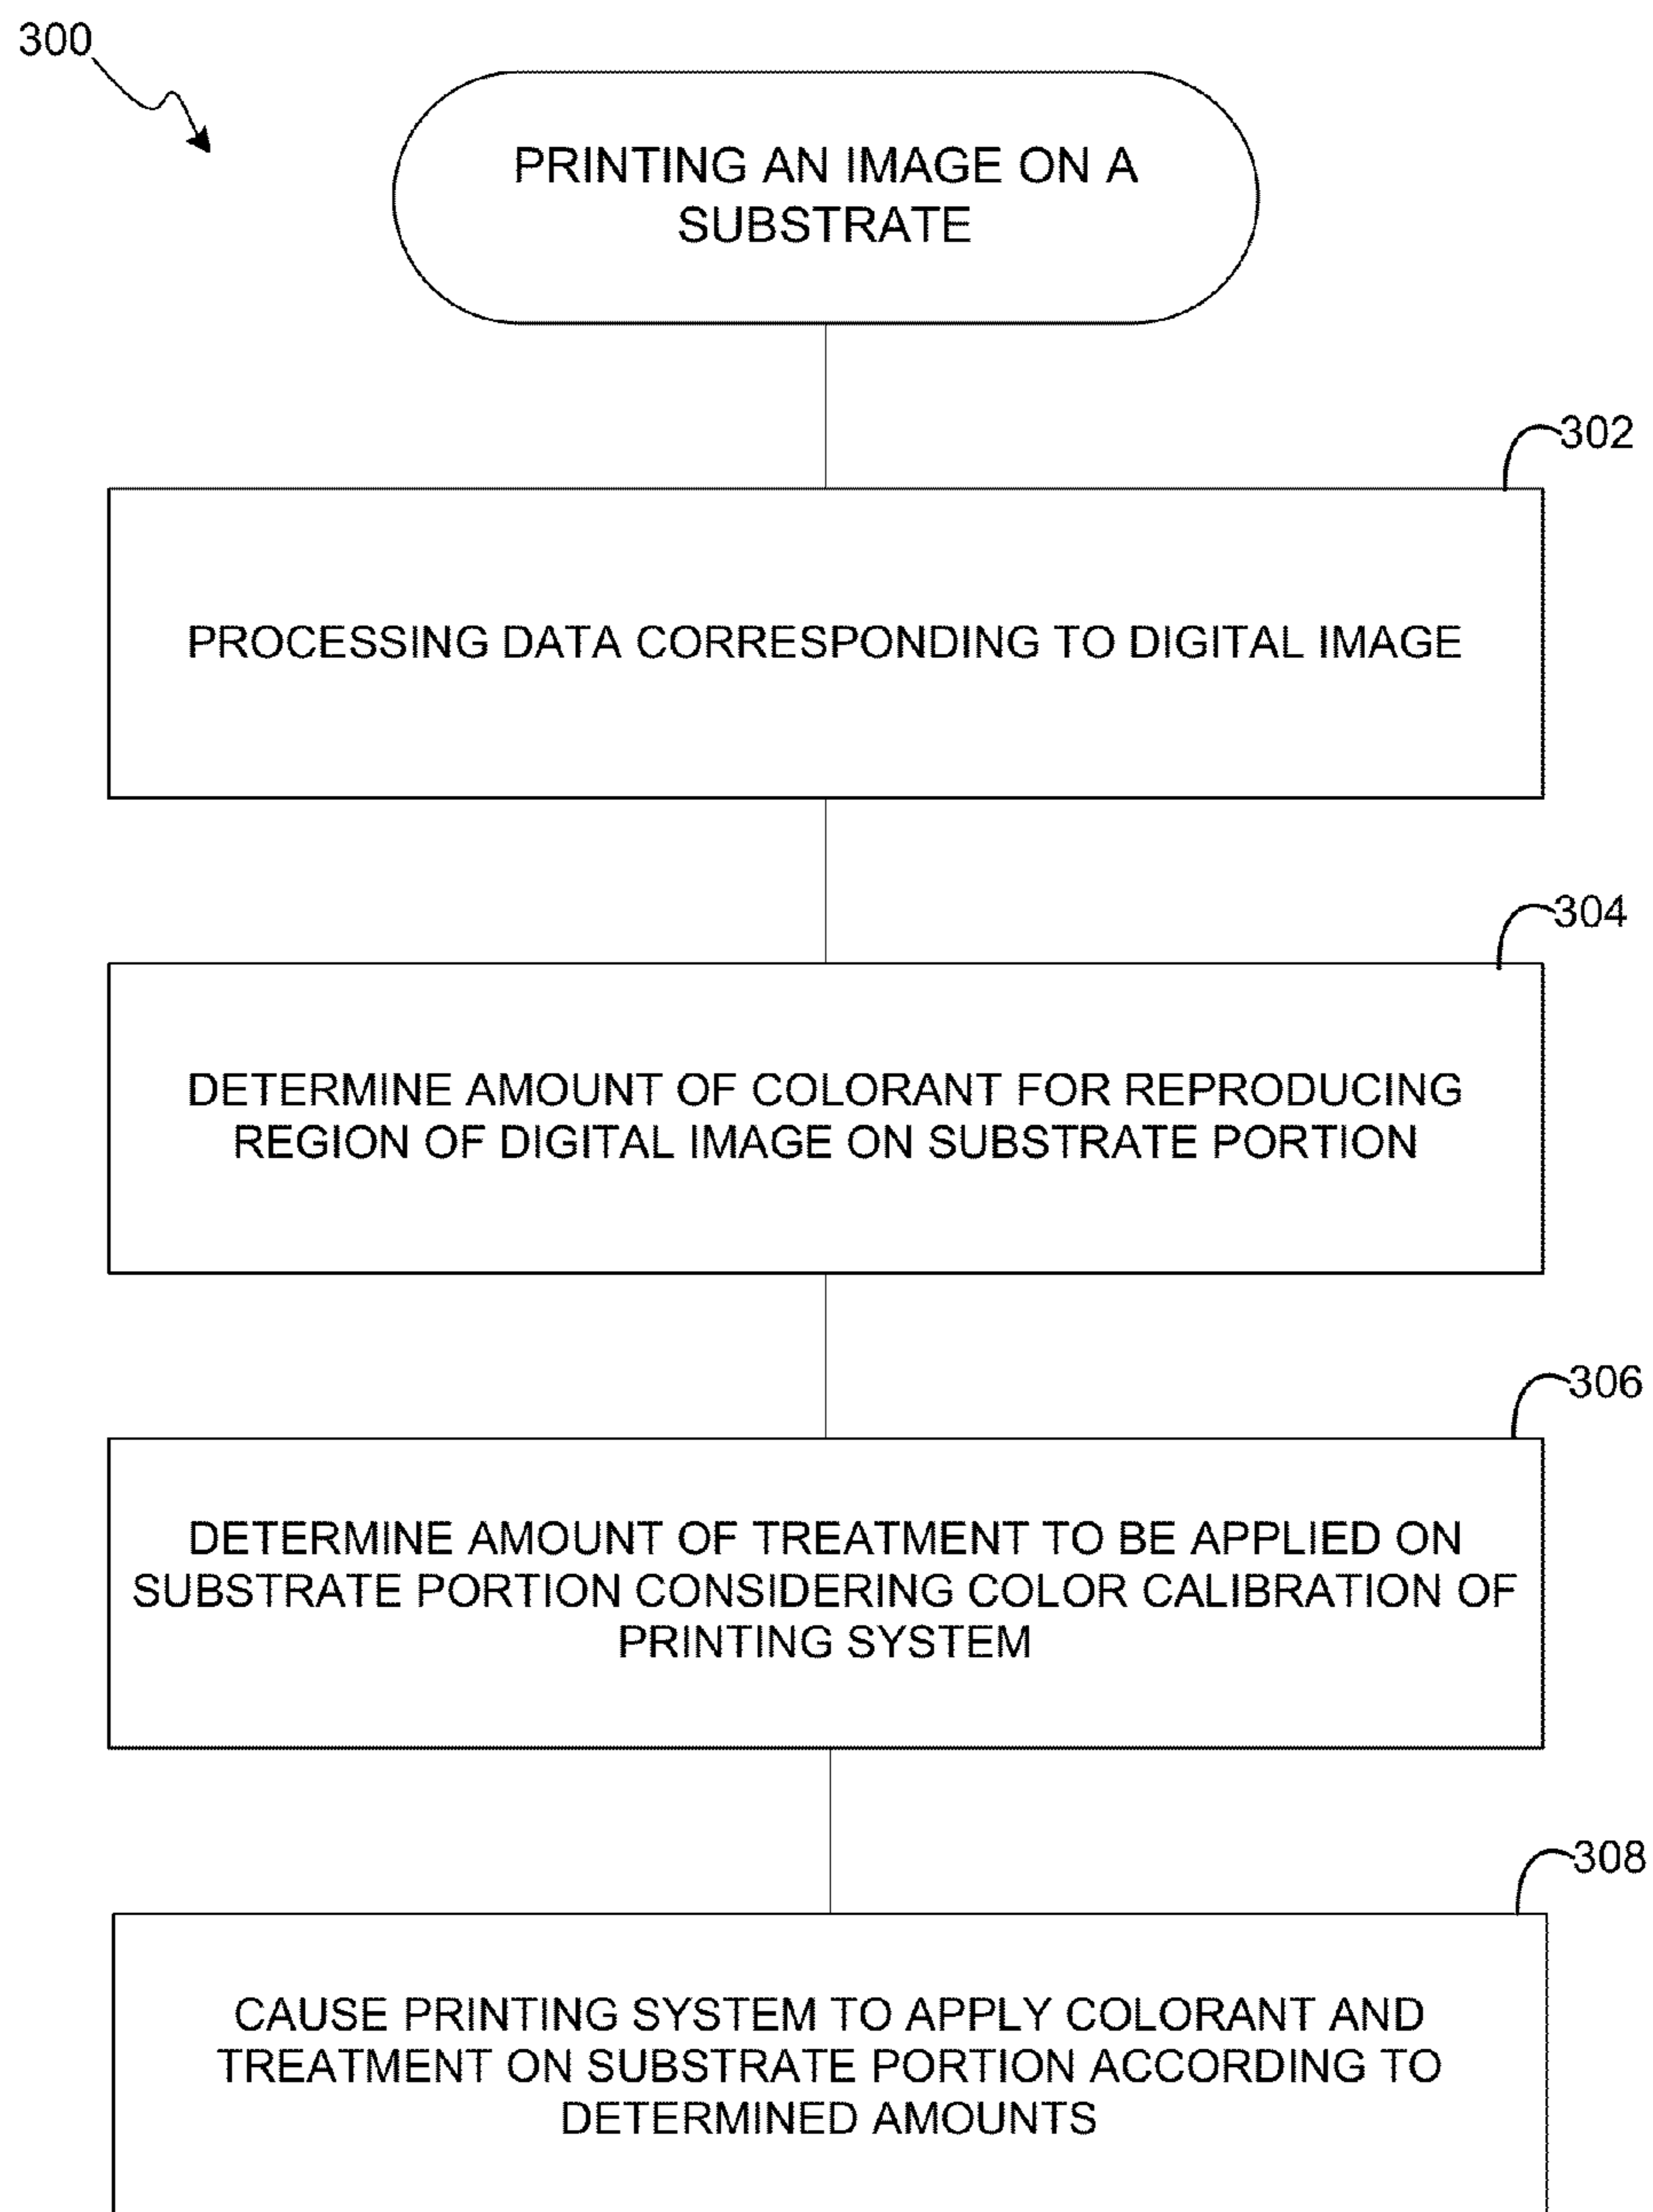 300
PRINTING AN IMAGE ON A
SUBSTRATE
302
PROCESSING DATA CORRESPONDING TO DIGITAL IMAGE
304
DETERMINE AMOUNT OF COLORANT FOR REPRODUCING
REGION OF DIGITAL IMAGE ON SUBSTRATE PORTION
306
DETERMINE AMOUNT OF TREATMENT TO BE APPLIED ON
SUBSTRATE PORTION CONSIDERING COLOR CALIBRATION OF
PRINTING SYSTEM
308
CAUSE PRINTING SYSTEM TO APPLY COLORANT AND
TREATMENT ON SUBSTRATE PORTION ACCORDING TO
DETERMINED AMOUNTS